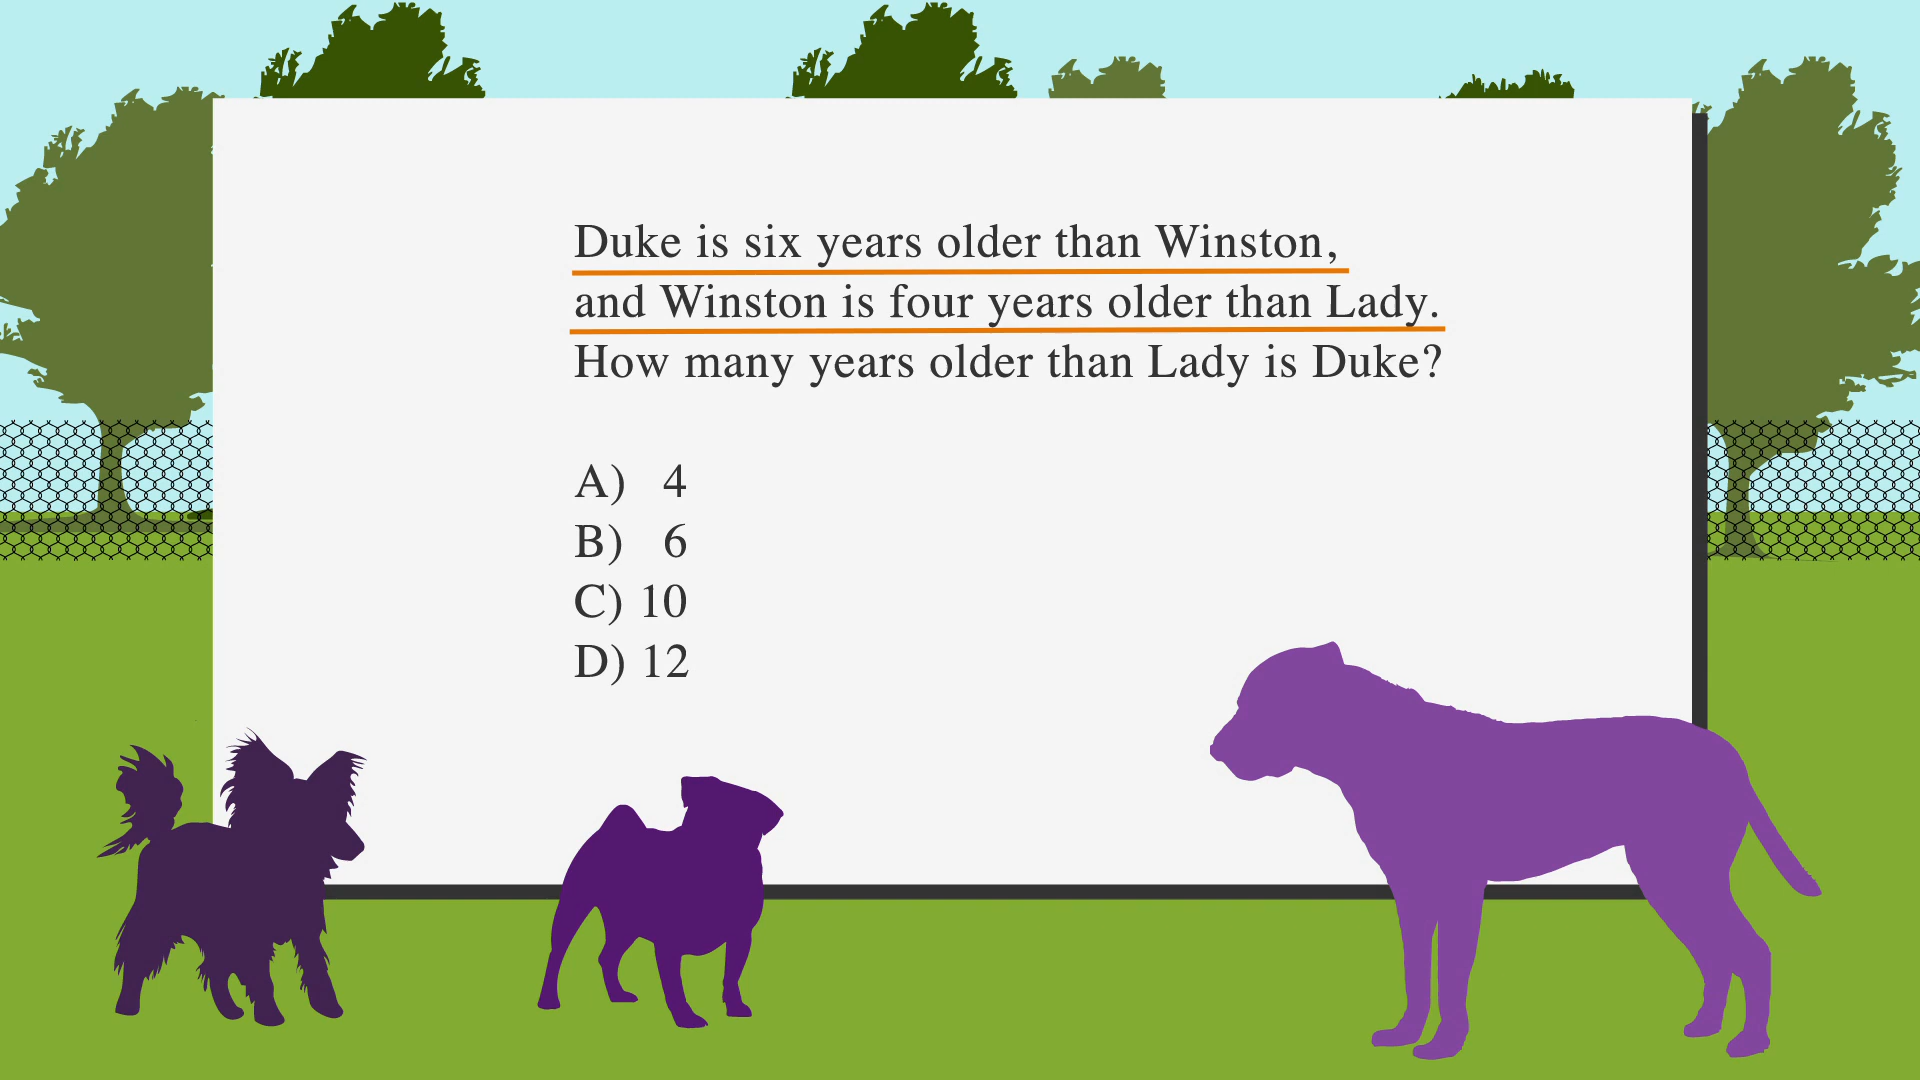 Duke is six years older than Winston,
and Winston is four years older than Lady.
How many years older than Lady is Duke?
A) 4
B) 6
C) 10
D) 12